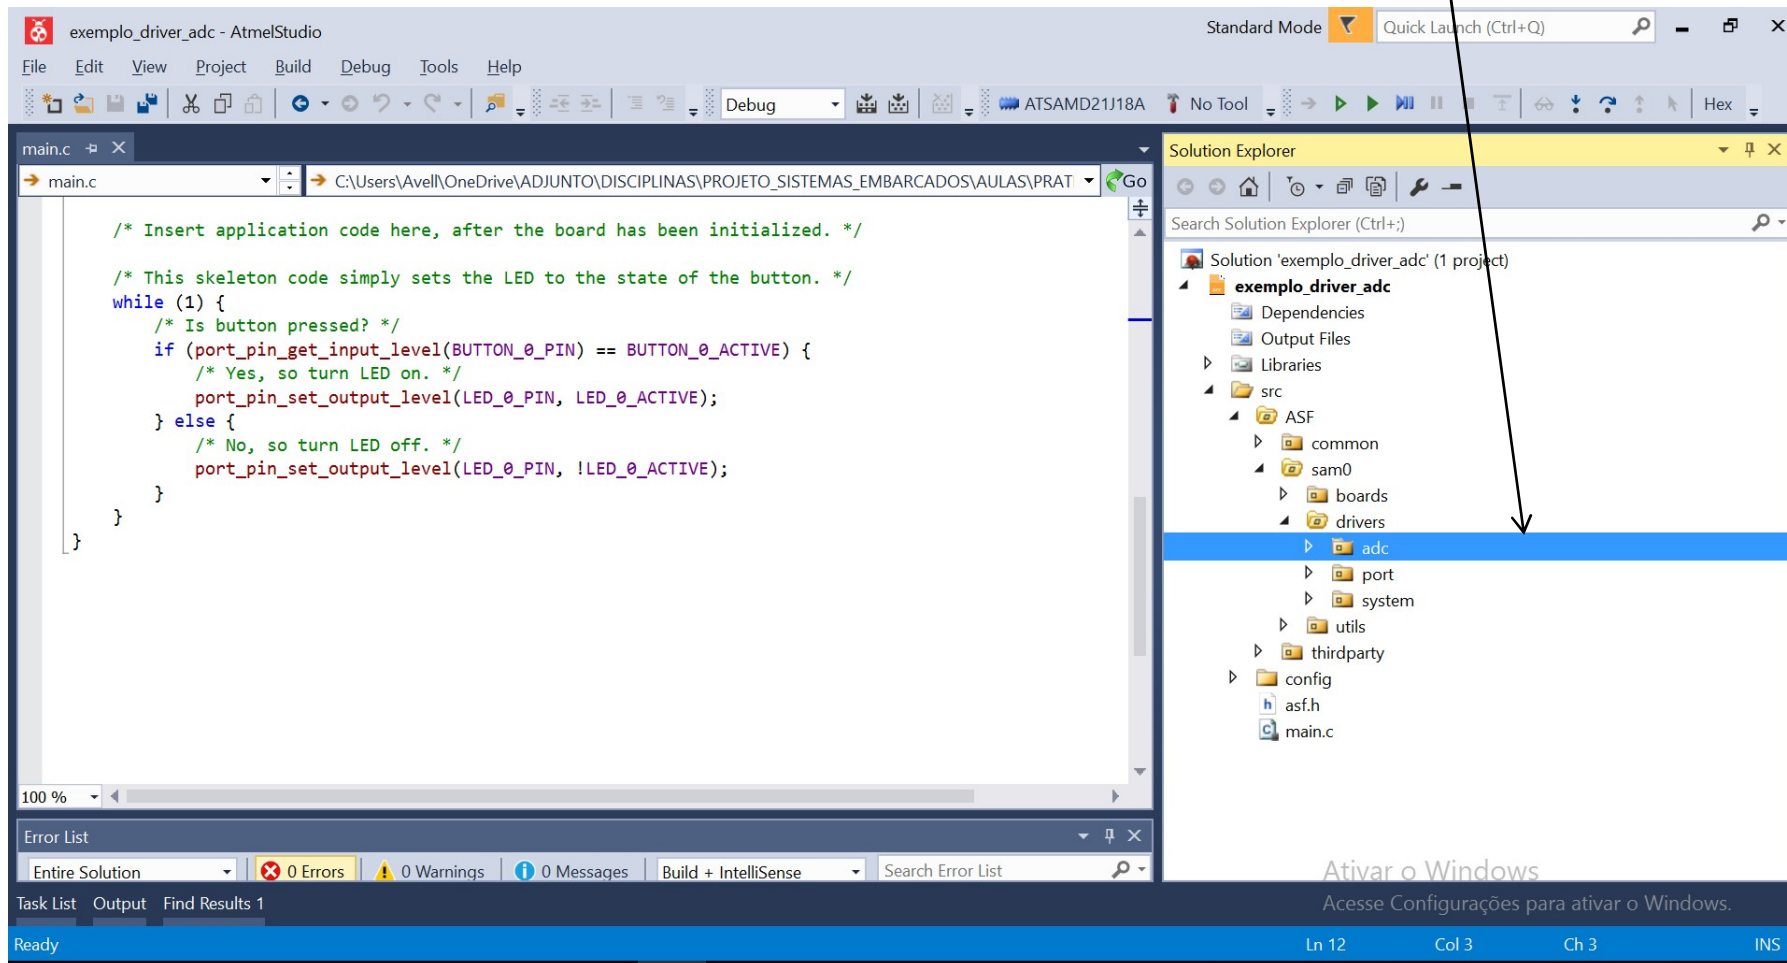 exemplo_driver_adc - AtmelStudio
Standard Mode
Quick Launch (Ctrl+Q)
File Edit View Project Build Debug Tools Help
Debug
ATSAMD21J18A
No Tool
Hex
main.c
main.c
C:\Users\Avell\OneDrive\ADJUNTO\DISCIPLINAS\PROJETO_SISTEMAS_EMBARCADOS\AULAS\PRATI
Go
/* Insert application code here, after the board has been initialized. */
/* This skeleton code simply sets the LED to the state of the button. */
while (1) {
/* Is button pressed? */
if (port_pin_get_input_level(BUTTON_0_PIN) == BUTTON_0_ACTIVE) {
/* Yes, so turn LED on. */
port_pin_set_output_level(LED_0_PIN, LED_0_ACTIVE);
} else {
/* No, so turn LED off. */
port_pin_set_output_level(LED_0_PIN, !LED_0_ACTIVE);
}
}
}
100 %
Solution Explorer
Search Solution Explorer (Ctrl+;)
Solution 'exemplo_driver_adc' (1 project)
exemplo_driver_adc
Dependencies
Output Files
Libraries
src
ASF
common
sam0
boards
drivers
adc
port
system
utils
thirdparty
config
asf.h
main.c
Error List
Entire Solution
0 Errors
0 Warnings
0 Messages
Build + IntelliSense
Search Error List
Ativar o Windows
Acesse Configurações para ativar o Windows.
Task List Output Find Results 1
Ready
Ln 12
Col 3
Ch 3
INS